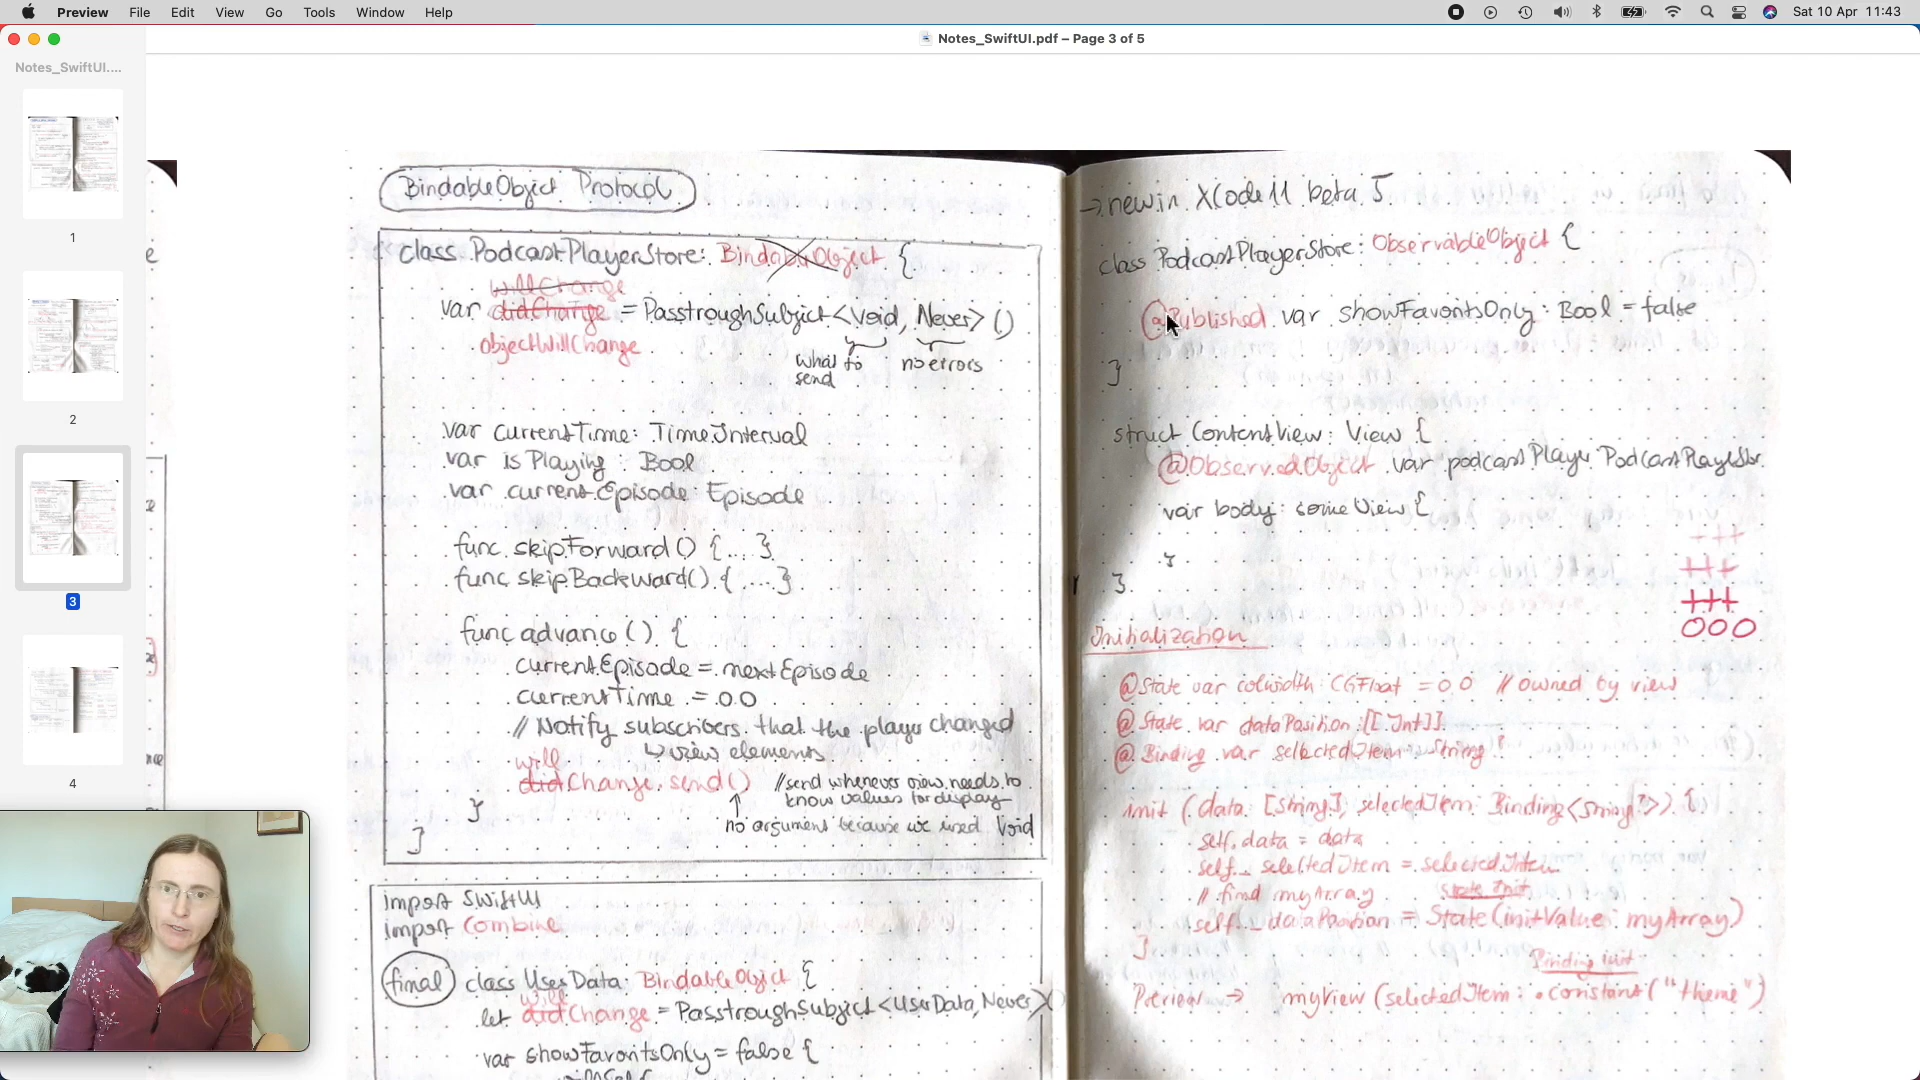 Preview File Edit View Go Tools Window Help
Sat 10 Apr 11:43
Notes_SwiftUI.pdf – Page 3 of 5
Notes_SwiftUI....
1
2
3
4
BindableObject Protocol
class PodcastPlayerStore: BindableObject {
willChange
var didChange = PasstroughSubject<Void, Never>()
objectWillChange
what to send
no errors
var currentTime: TimeInterval
var isPlaying: Bool
var currentEpisode: Episode
func skipForward() {...}
func skipBackward() {....}
func advance() {
currentEpisode = nextEpisode
currentTime = 0.0
// Notify subscribers that the player changed
↳ view elements
will
didChange.send() // send whenever view needs to
know values for display
no argument because we used Void
}
}
import SwiftUI
import Combine
final class UserData: BindableObject {
will
let didChange = PasstroughSubject<UserData, Never>()
var showFavoritsOnly = false {
→ new in XCode 11 beta 5
class PodcastPlayerStore: ObservableObject {
@Published var showFavoritsOnly: Bool = false
}
struct ContentView: View {
@ObservedObject var podcastPlayer: PodcastPlayerStor.
var body: some View {
}
}
Initialization
@State var colwidth: CGFloat = 0.0 // owned by view
@State var dataPosition: [[Int]]
@Binding var selectedItem: String?
init (data: [String], selectedItem: Binding<String?>) {
self.data = data
self._selectedItem = selectedItem
// find myArray
State Init
self._dataPosition = State(initValue: myArray)
}
Binding init
Preview → myView (selectedItem: .constant("theme")